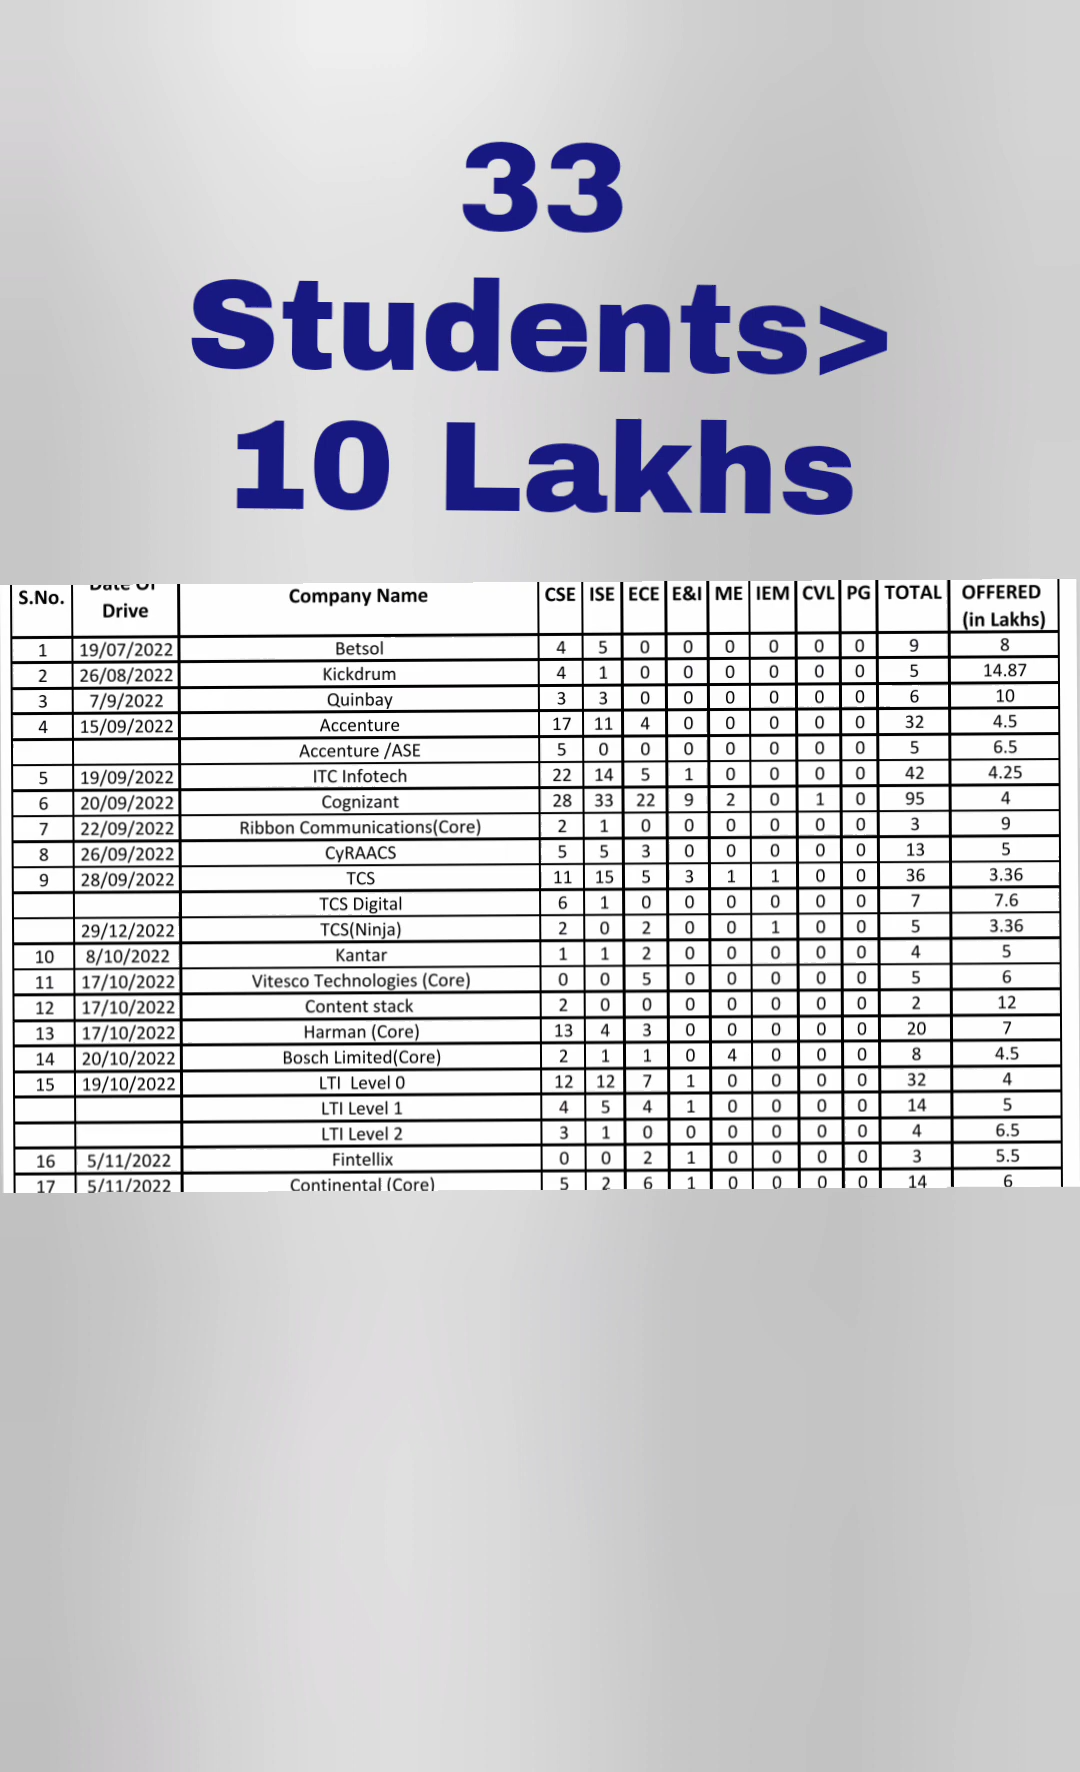 33
Students>
10 Lakhs
S.No. Date Of Drive Company Name CSE ISE ECE E&I ME IEM CVL PG TOTAL OFFERED (in Lakhs)
1 19/07/2022 Betsol 4 5 0 0 0 0 0 0 9 8
2 26/08/2022 Kickdrum 4 1 0 0 0 0 0 0 5 14.87
3 7/9/2022 Quinbay 3 3 0 0 0 0 0 0 6 10
4 15/09/2022 Accenture 17 11 4 0 0 0 0 0 32 4.5
Accenture /ASE 5 0 0 0 0 0 0 0 5 6.5
5 19/09/2022 ITC Infotech 22 14 5 1 0 0 0 0 42 4.25
6 20/09/2022 Cognizant 28 33 22 9 2 0 1 0 95 4
7 22/09/2022 Ribbon Communications(Core) 2 1 0 0 0 0 0 0 3 9
8 26/09/2022 CyRAACS 5 5 3 0 0 0 0 0 13 5
9 28/09/2022 TCS 11 15 5 3 1 1 0 0 36 3.36
TCS Digital 6 1 0 0 0 0 0 0 7 7.6
29/12/2022 TCS(Ninja) 2 0 2 0 0 1 0 0 5 3.36
10 8/10/2022 Kantar 1 1 2 0 0 0 0 0 4 5
11 17/10/2022 Vitesco Technologies (Core) 0 0 5 0 0 0 0 0 5 6
12 17/10/2022 Content stack 2 0 0 0 0 0 0 0 2 12
13 17/10/2022 Harman (Core) 13 4 3 0 0 0 0 0 20 7
14 20/10/2022 Bosch Limited(Core) 2 1 1 0 4 0 0 0 8 4.5
15 19/10/2022 LTI Level 0 12 12 7 1 0 0 0 0 32 4
LTI Level 1 4 5 4 1 0 0 0 0 14 5
LTI Level 2 3 1 0 0 0 0 0 0 4 6.5
16 5/11/2022 Fintellix 0 0 2 1 0 0 0 0 3 5.5
17 5/11/2022 Continental (Core) 5 2 6 1 0 0 0 0 14 6